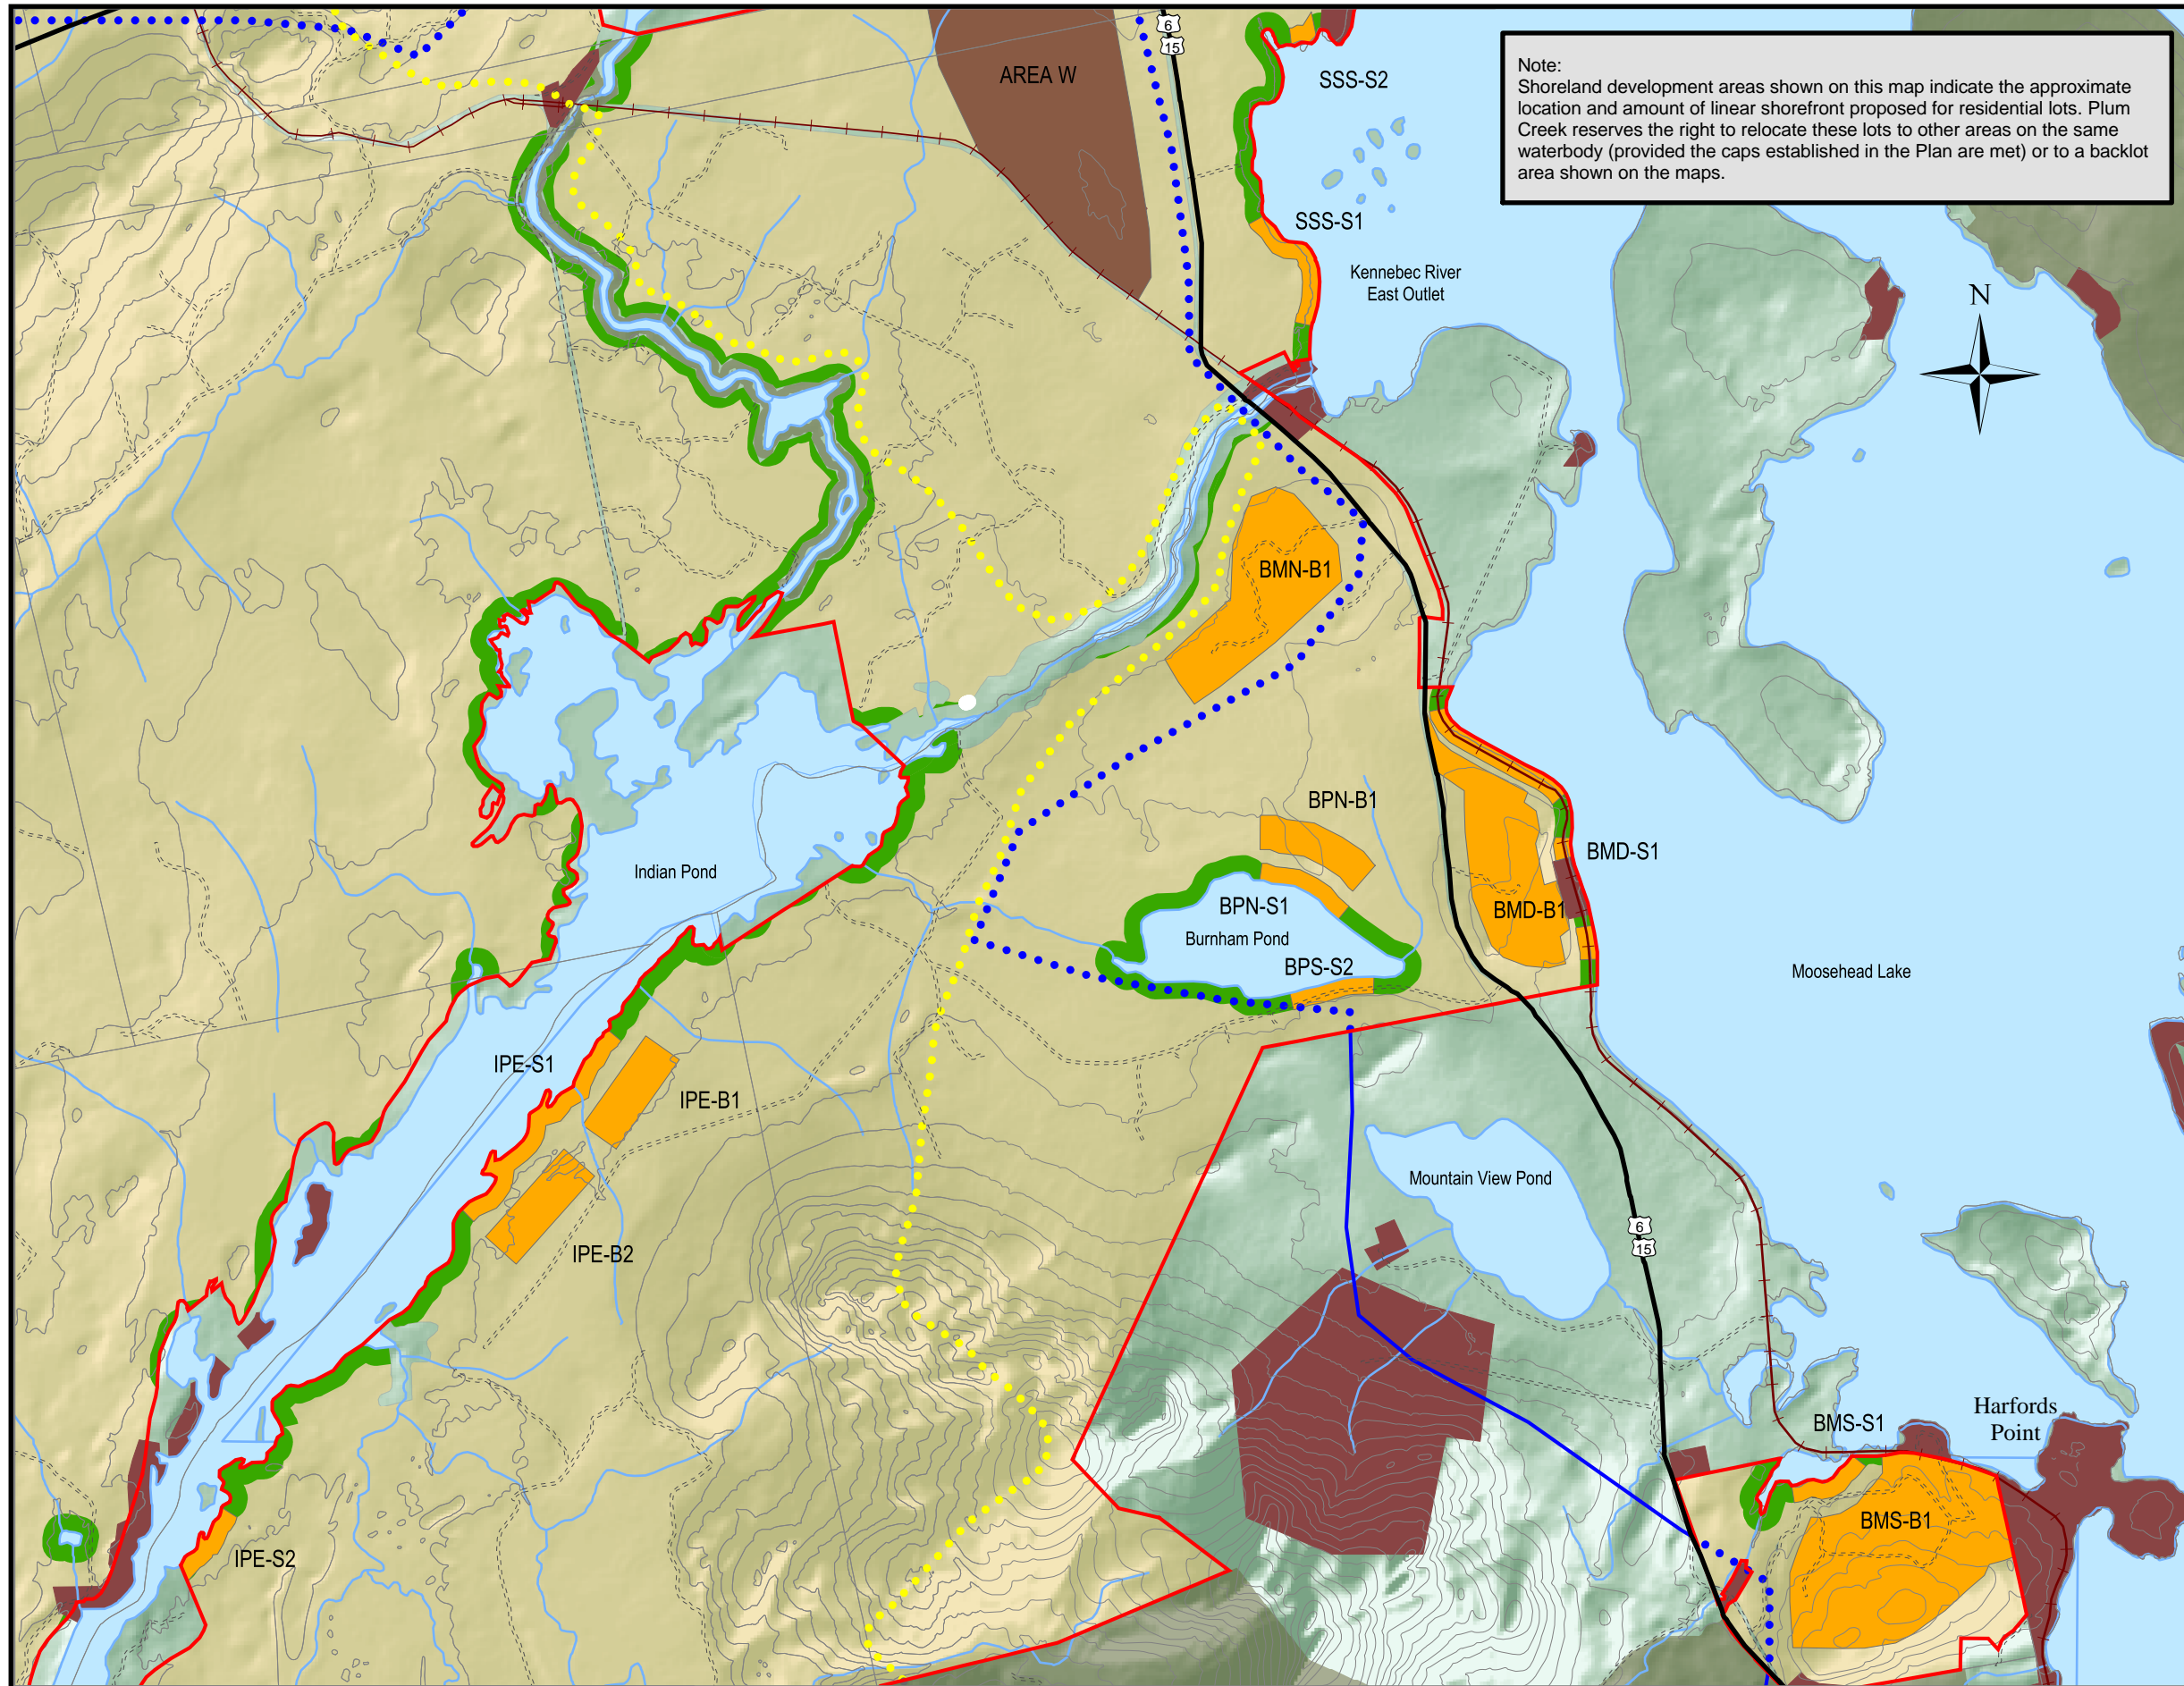 6
15
AREA W
SSS-S2
Note:
Shoreland development areas shown on this map indicate the approximate
location and amount of linear shorefront proposed for residential lots. Plum
Creek reserves the right to relocate these lots to other areas on the same
waterbody (provided the caps established in the Plan are met) or to a backlot
area shown on the maps.
SSS-S1
Kennebec River
East Outlet
N
BMN-B1
BPN-B1
BMD-S1
Indian Pond
BPN-S1
BMD-B1
Burnham Pond
BPS-S2
Moosehead Lake
IPE-S1
IPE-B1
Mountain View Pond
6
15
IPE-B2
Harfords
Point
BMS-S1
BMS-B1
IPE-S2